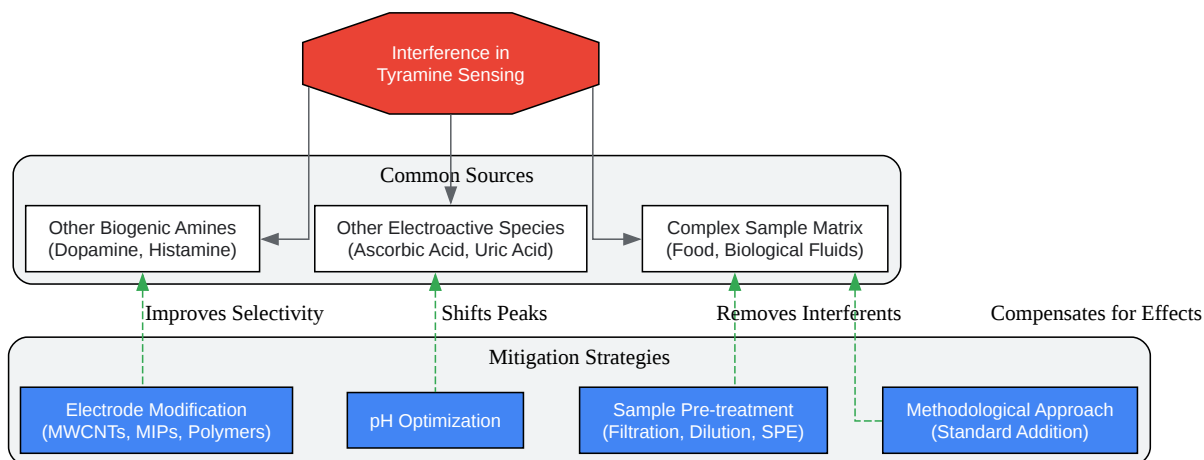 Interference in
Tyramine Sensing
Common Sources
Other Biogenic Amines
(Dopamine, Histamine)
Other Electroactive Species
(Ascorbic Acid, Uric Acid)
Complex Sample Matrix
(Food, Biological Fluids)
Improves Selectivity
Shifts Peaks
Removes Interferents
Compensates for Effects
Mitigation Strategies
Electrode Modification
(MWCNTs, MIPs, Polymers)
pH Optimization
Sample Pre-treatment
(Filtration, Dilution, SPE)
Methodological Approach
(Standard Addition)